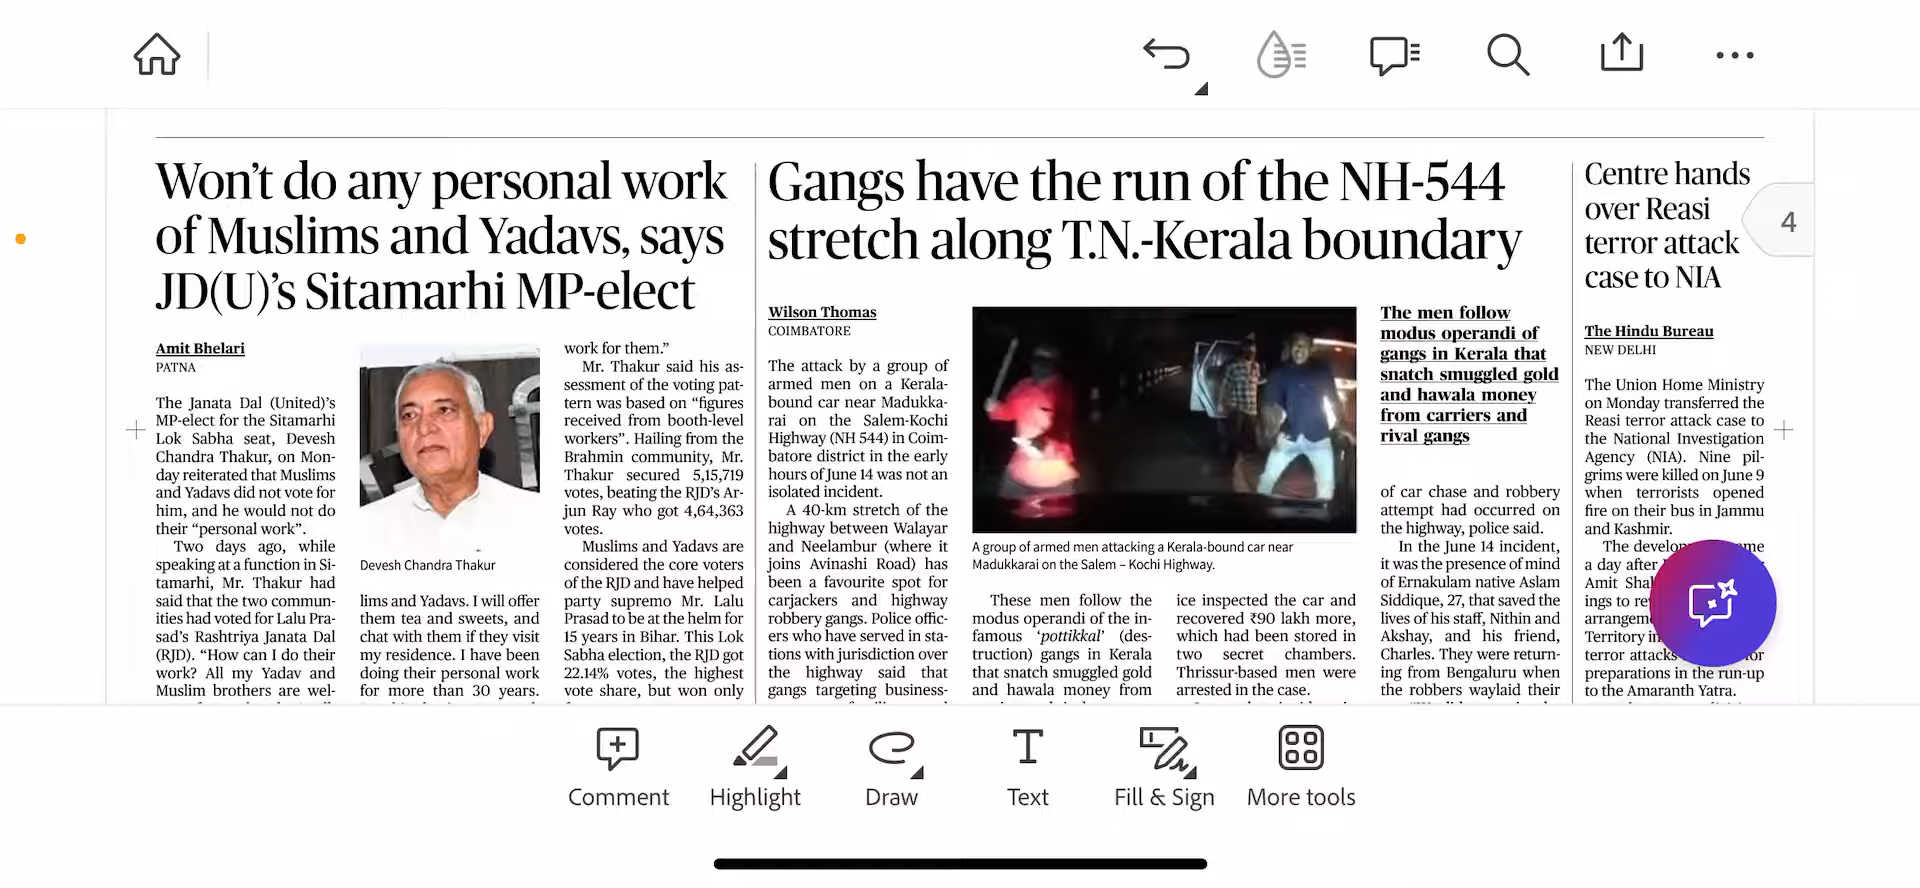 4
Won't do any personal work
of Muslims and Yadavs, says
JD(U)'s Sitamarhi MP-elect
Amit Bhelari
PATNA
The Janata Dal (United)'s
MP-elect for the Sitamarhi
Lok Sabha seat, Devesh
Chandra Thakur, on Mon-
day reiterated that Muslims
and Yadavs did not vote for
him, and he would not do
their “personal work”.
Two days ago, while
speaking at a function in Si-
tamarhi, Mr. Thakur had
said that the two commun-
ities had voted for Lalu Pra-
sad's Rashtriya Janata Dal
(RJD). “How can I do their
work? All my Yadav and
Muslim brothers are wel-
Devesh Chandra Thakur
lims and Yadavs. I will offer
them tea and sweets, and
chat with them if they visit
my residence. I have been
doing their personal work
for more than 30 years.
work for them.”
Mr. Thakur said his as-
sessment of the voting pat-
tern was based on “figures
received from booth-level
workers”. Hailing from the
Brahmin community, Mr.
Thakur secured 5,15,719
votes, beating the RJD's Ar-
jun Ray who got 4,64,363
votes.
Muslims and Yadavs are
considered the core voters
of the RJD and have helped
party supremo Mr. Lalu
Prasad to be at the helm for
15 years in Bihar. This Lok
Sabha election, the RJD got
22.14% votes, the highest
vote share, but won only
Gangs have the run of the NH-544
stretch along T.N.-Kerala boundary
Wilson Thomas
COIMBATORE
The attack by a group of
armed men on a Kerala-
bound car near Madukka-
rai on the Salem-Kochi
Highway (NH 544) in Coim-
batore district in the early
hours of June 14 was not an
isolated incident.
A 40-km stretch of the
highway between Walayar
and Neelambur (where it
joins Avinashi Road) has
been a favourite spot for
carjackers and highway
robbery gangs. Police offic-
ers who have served in sta-
tions with jurisdiction over
the highway said that
gangs targeting business-
A group of armed men attacking a Kerala-bound car near
Madukkarai on the Salem – Kochi Highway.
These men follow the
modus operandi of the in-
famous ‘pottikkal’ (des-
truction) gangs in Kerala
that snatch smuggled gold
and hawala money from
ice inspected the car and
recovered ₹90 lakh more,
which had been stored in
two secret chambers.
Thrissur-based men were
arrested in the case.
The men follow
modus operandi of
gangs in Kerala that
snatch smuggled gold
and hawala money
from carriers and
rival gangs
of car chase and robbery
attempt had occurred on
the highway, police said.
In the June 14 incident,
it was the presence of mind
of Ernakulam native Aslam
Siddique, 27, that saved the
lives of his staff, Nithin and
Akshay, and his friend,
Charles. They were return-
ing from Bengaluru when
the robbers waylaid their
Centre hands
over Reasi
terror attack
case to NIA
The Hindu Bureau
NEW DELHI
The Union Home Ministry
on Monday transferred the
Reasi terror attack case to
the National Investigation
Agency (NIA). Nine pil-
grims were killed on June 9
when terrorists opened
fire on their bus in Jammu
and Kashmir.
The
a day after
Amit
ings to
Territory
terror attacks
preparations in the run-up
to the Amaranth Yatra.
Comment
Highlight
Draw
Text
Fill & Sign
More tools